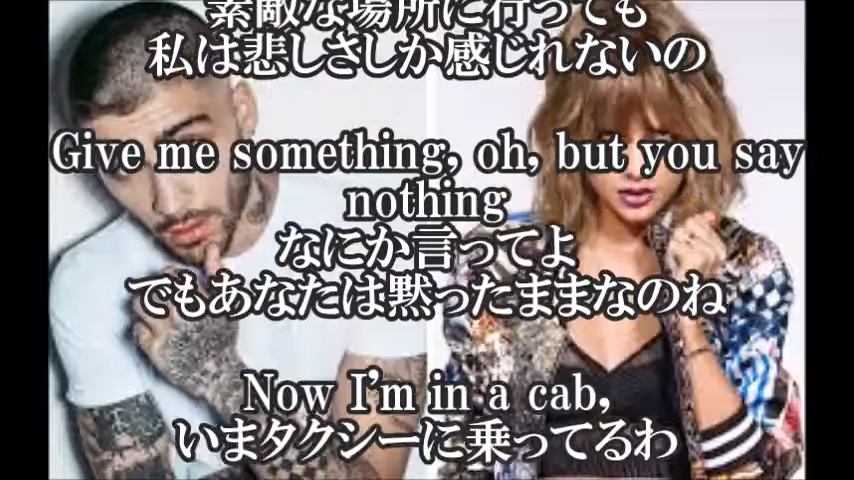 素敵な場所に行っても
私は悲しさしか感じれないの
Give me something, oh, but you say
nothing
なにか言ってよ
でもあなたは黙ったままなのね
Now I'm in a cab,
いまタクシーに乗ってるわ